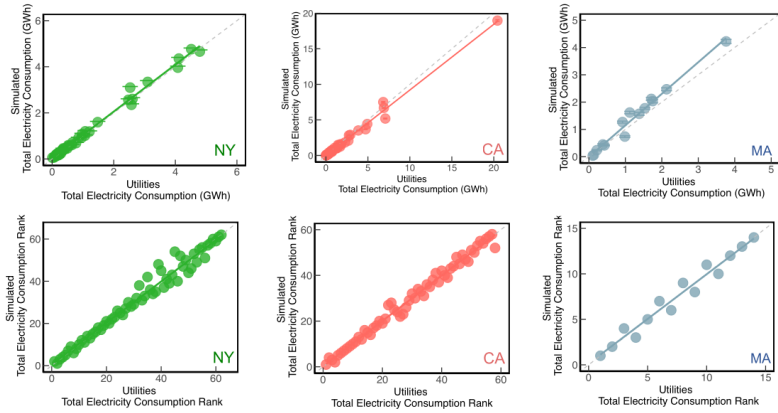 Simulated
Total Electricity Consumption (GWh)
6
4
2
0
NY
0 2 4 6
Utilities
Total Electricity Consumption (GWh)
Simulated
Total Electricity Consumption (GWh)
20
15
10
5
0
CA
0 5 10 15 20
Utilities
Total Electricity Consumption (GWh)
Simulated
Total Electricity Consumption (GWh)
5
4
3
2
1
0
MA
0 1 2 3 4 5
Utilities
Total Electricity Consumption (GWh)
Simulated
Total Electricity Consumption Rank
60
40
20
0
NY
0 20 40 60
Utilities
Total Electricity Consumption Rank
Simulated
Total Electricity Consumption Rank
60
40
20
0
CA
0 20 40 60
Utilities
Total Electricity Consumption Rank
Simulated
Total Electricity Consumption Rank
15
10
5
0
MA
0 5 10 15
Utilities
Total Electricity Consumption Rank